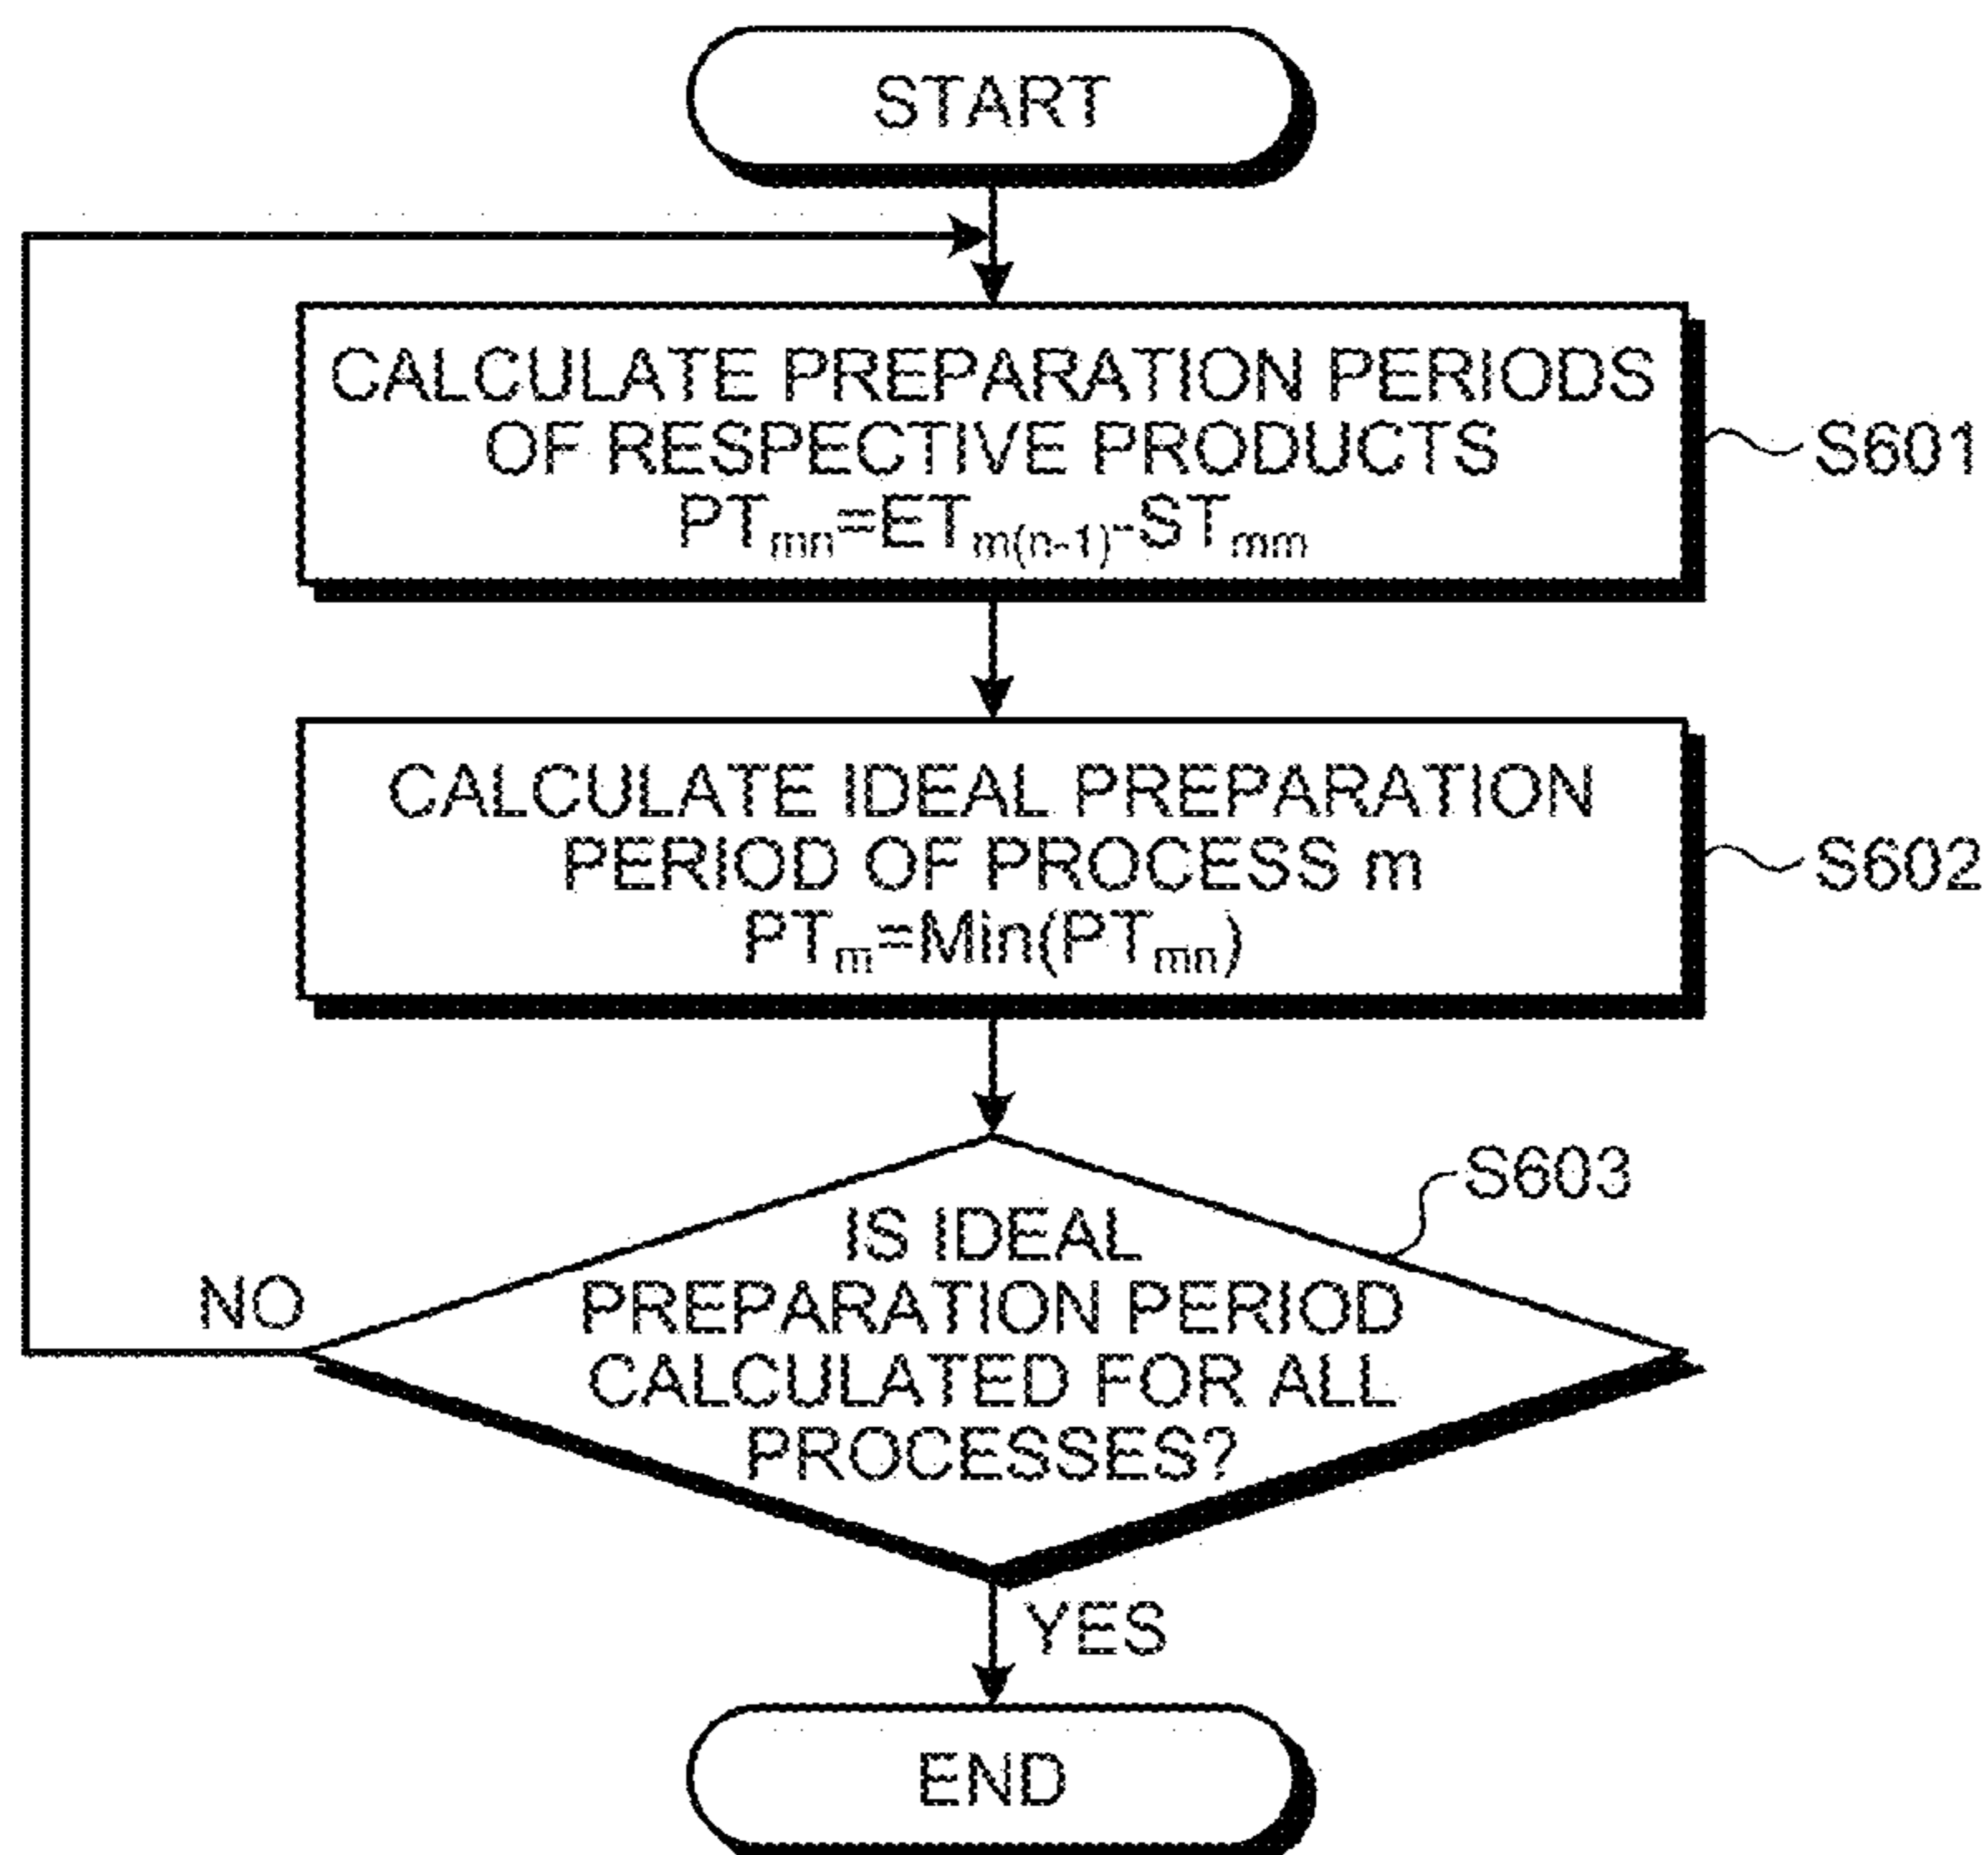 START
CALCULATE PREPARATION PERIODS
OF RESPECTIVE PRODUCTS
PTmn=ETm(n-1)-STmm
S601
CALCULATE IDEAL PREPARATION
PERIOD OF PROCESS m
PTm=Min(PTmn)
S602
S603
IS IDEAL
PREPARATION PERIOD
CALCULATED FOR ALL
PROCESSES?
NO
YES
END